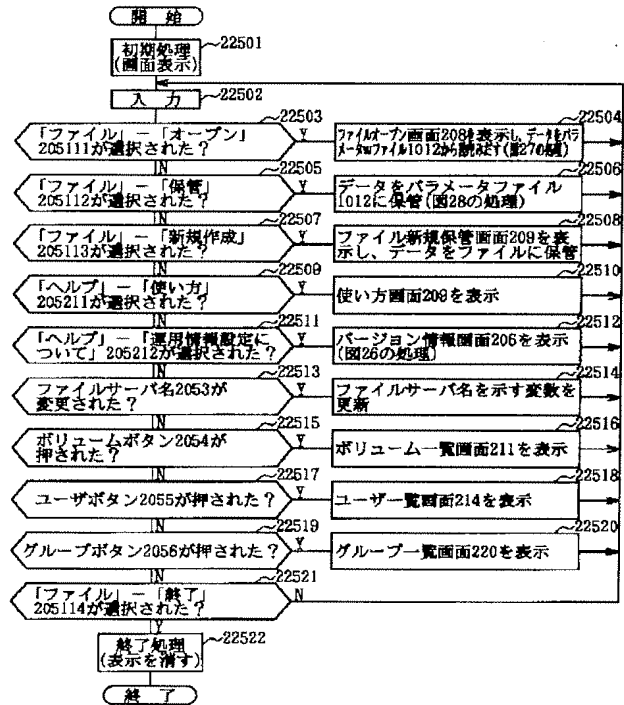 開 始
22501
初期処理
(画面表示)
入 力
22502
22503
「ファイル」－「オープン」
205111が選択された？
Y
22504
ファイルオープン画面208を表示し、データをパラ
メータファイル1012から読みだす(図27の処理)
N
22505
「ファイル」－「保管」
205112が選択された？
Y
22506
データをパラメータファイル
1012に保管(図28の処理)
N
22507
「ファイル」－「新規作成」
205113が選択された？
Y
22508
ファイル新規保管画面209を表
示し、データをファイルに保管
N
22509
「ヘルプ」－「使い方」
205211が選択された？
Y
22510
使い方画面209を表示
N
22511
「ヘルプ」－「運用情報設定に
ついて」205212が選択された？
Y
22512
バージョン情報画面206を表示
(図26の処理)
N
22513
ファイルサーバ名2053が
変更された？
Y
22514
ファイルサーバ名を示す変数を
更新
N
22515
ボリュームボタン2054が
押された？
Y
22516
ボリューム一覧画面211を表示
N
22517
ユーザボタン2055が押された？
Y
22518
ユーザ一覧画面214を表示
N
22519
グループボタン2056が押された？
Y
22520
グループ一覧画面220を表示
N
22521
「ファイル」－「終了」
205114が選択された？
N
Y
22522
終了処理
(表示を消す)
終 了